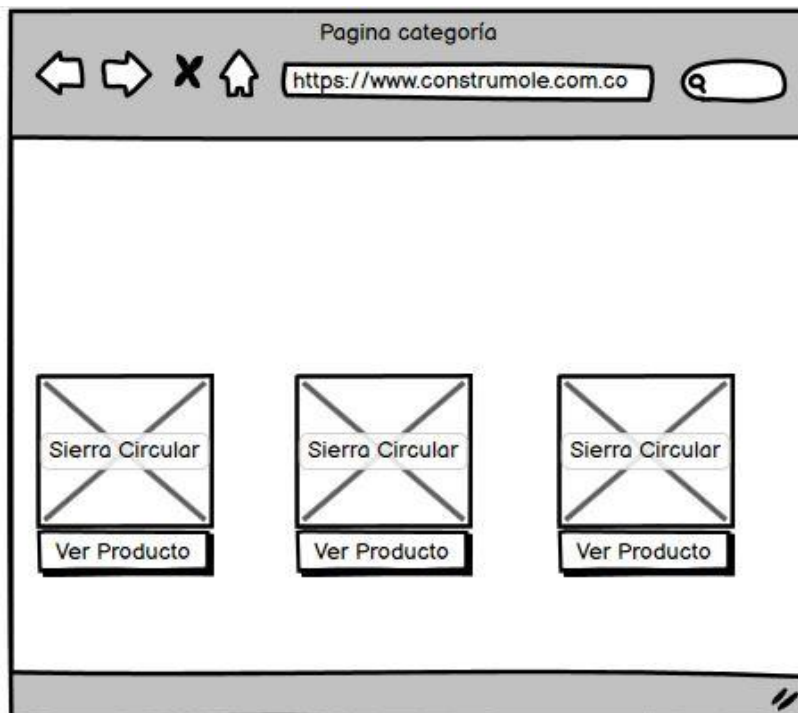 Pagina categoría
https://www.construmole.com.co
Sierra Circular Sierra Circular Sierra Circular
Ver Producto Ver Producto Ver Producto